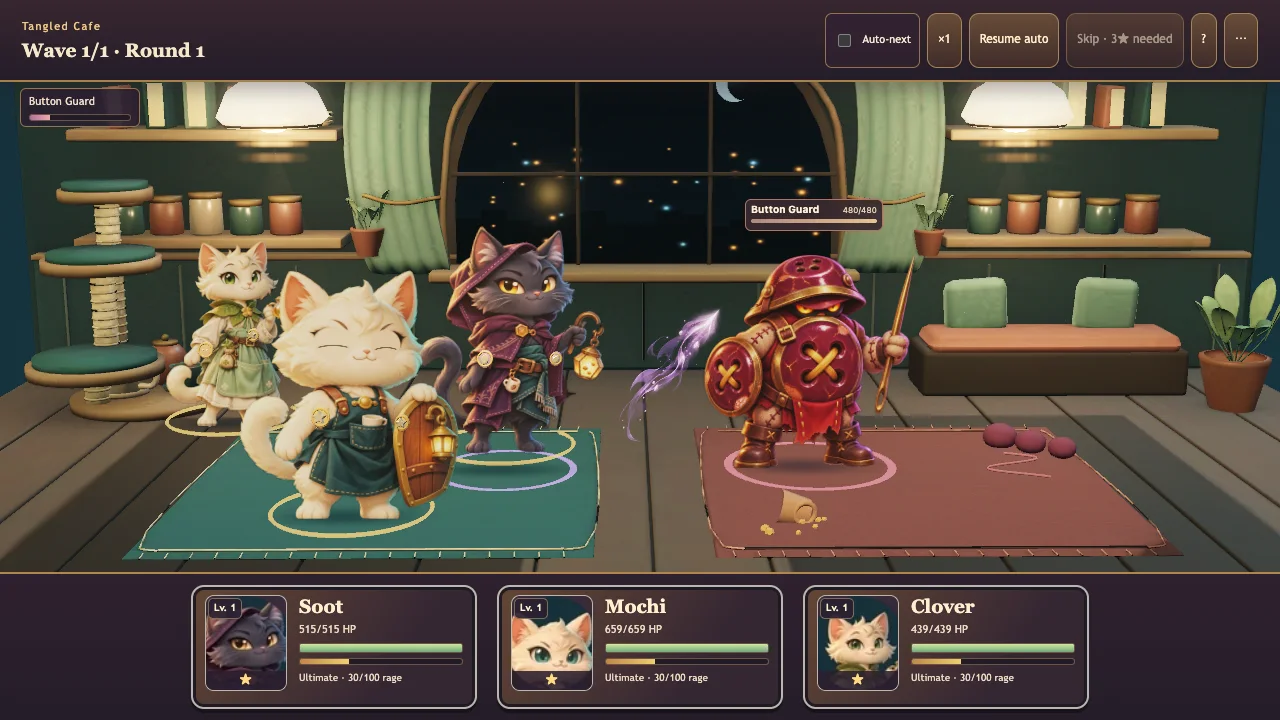 Tangled Cafe
Wave 1/1 · Round 1
Auto-next
×1
Resume auto
Skip · 3★ needed
?
...
Button Guard
Button Guard 480/480
Lv. 1
Soot
515/515 HP
Ultimate · 30/100 rage
Lv. 1
Mochi
659/659 HP
Ultimate · 30/100 rage
Lv. 1
Clover
439/439 HP
Ultimate · 30/100 rage